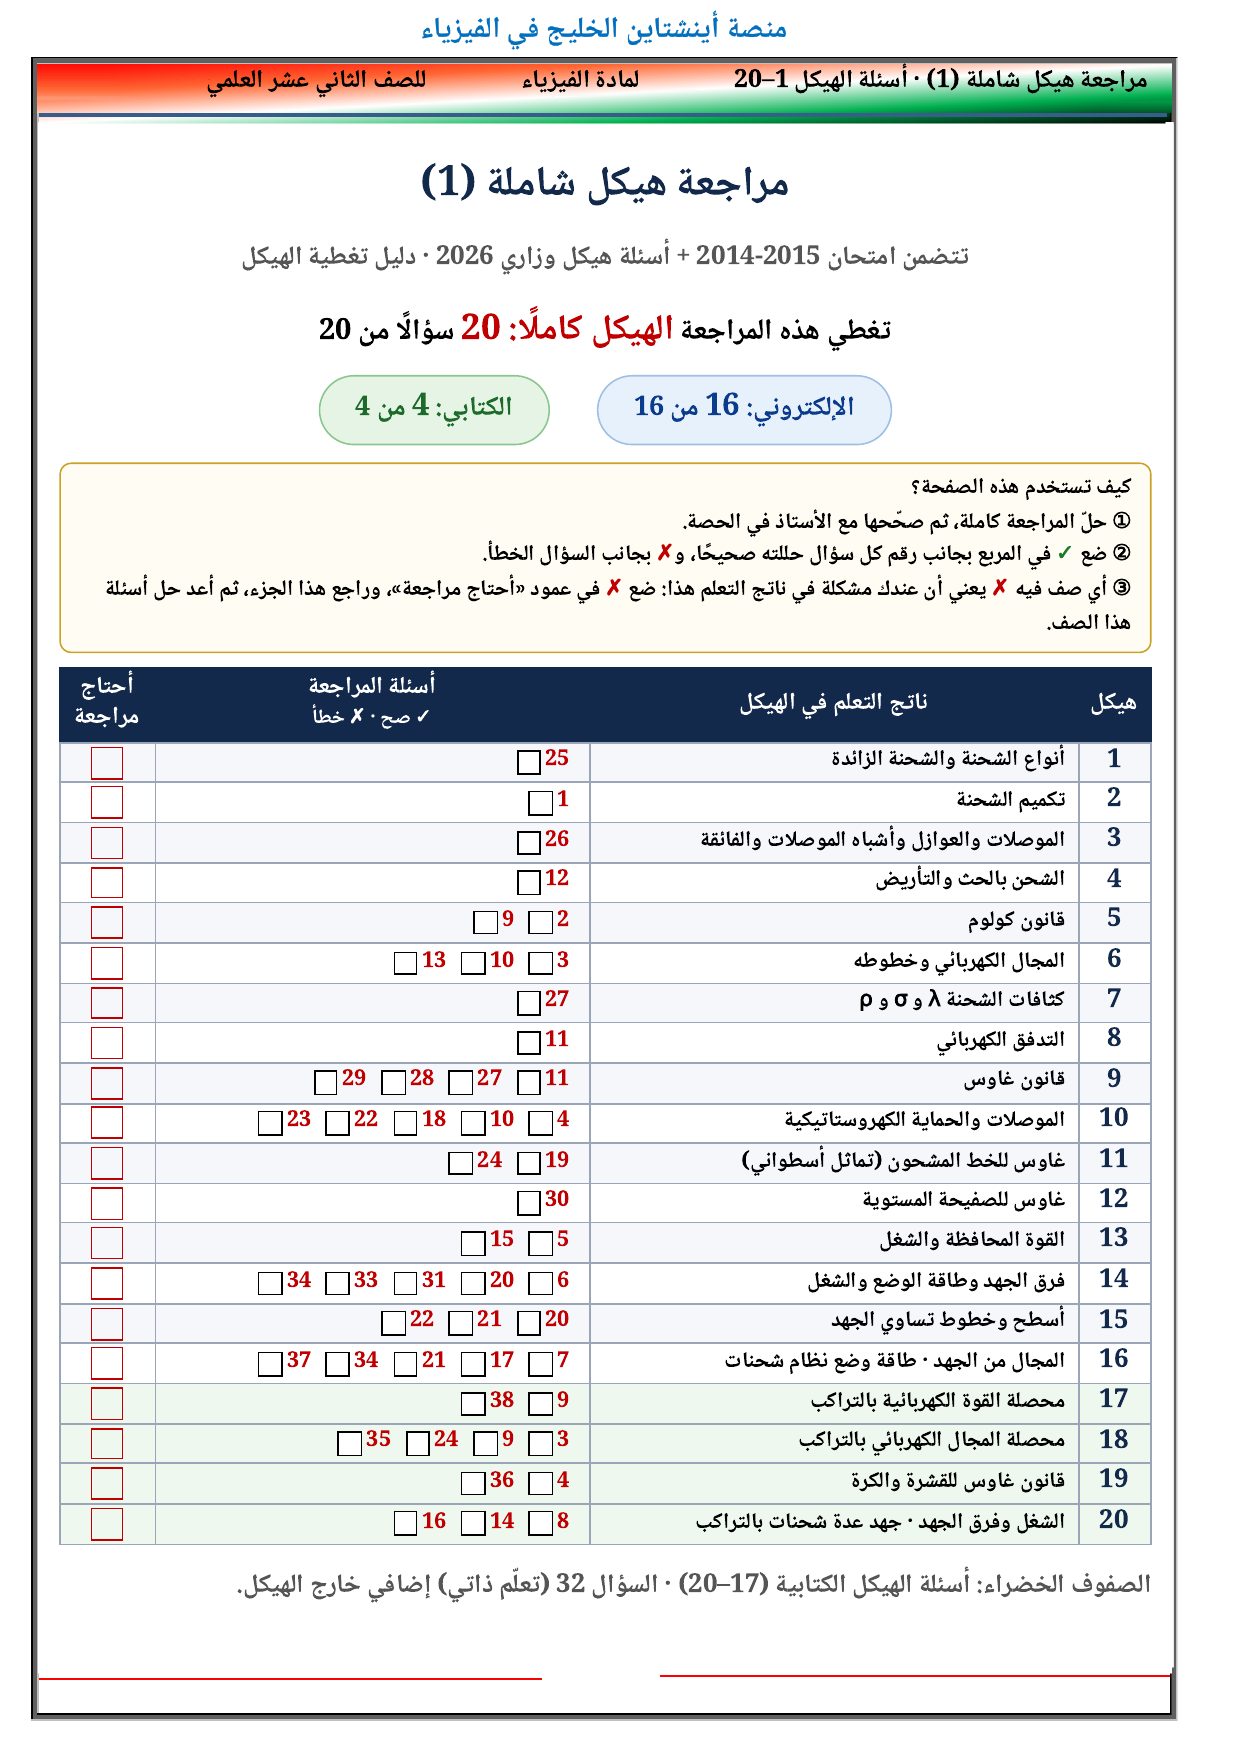 منصة أينشتاين الخليج في الفيزياء
مراجعة هيكل شاملة (1) · أسئلة الهيكل 1–20 لمادة الفيزياء للصف الثاني عشر العلمي
مراجعة هيكل شاملة (1)
تتضمن امتحان 2015-2014 + أسئلة هيكل وزاري 2026 · دليل تغطية الهيكل
تغطي هذه المراجعة الهيكل كاملًا: 20 سؤالًا من 20
الإلكتروني: 16 من 16
الكتابي: 4 من 4
كيف تستخدم هذه الصفحة؟
① حلّ المراجعة كاملة، ثم صحّحها مع الأستاذ في الحصة.
② ضع ✓ في المربع بجانب رقم كل سؤال حللته صحيحًا، و✗ بجانب السؤال الخطأ.
③ أي صف فيه ✗ يعني أن عندك مشكلة في ناتج التعلم هذا: ضع ✗ في عمود «أحتاج مراجعة»، وراجع هذا الجزء، ثم أعد حل أسئلة
هذا الصف.
هيكل ناتج التعلم في الهيكل أسئلة المراجعة ✓ صح · ✗ خطأ أحتاج مراجعة
1 أنواع الشحنة والشحنة الزائدة 25
2 تكميم الشحنة 1
3 الموصلات والعوازل وأشباه الموصلات والفائقة 26
4 الشحن بالحث والتأريض 12
5 قانون كولوم 2 9
6 المجال الكهربائي وخطوطه 3 10 13
7 كثافات الشحنة λ و σ و ρ 27
8 التدفق الكهربائي 11
9 قانون غاوس 11 27 28 29
10 الموصلات والحماية الكهروستاتيكية 4 10 18 22 23
11 غاوس للخط المشحون (تماثل أسطواني) 19 24
12 غاوس للصفيحة المستوية 30
13 القوة المحافظة والشغل 5 15
14 فرق الجهد وطاقة الوضع والشغل 6 20 31 33 34
15 أسطح وخطوط تساوي الجهد 20 21 22
16 المجال من الجهد · طاقة وضع نظام شحنات 7 17 21 34 37
17 محصلة القوة الكهربائية بالتراكب 9 38
18 محصلة المجال الكهربائي بالتراكب 3 9 24 35
19 قانون غاوس للقشرة والكرة 4 36
20 الشغل وفرق الجهد · جهد عدة شحنات بالتراكب 8 14 16
الصفوف الخضراء: أسئلة الهيكل الكتابية (17–20) · السؤال 32 (تعلّم ذاتي) إضافي خارج الهيكل.